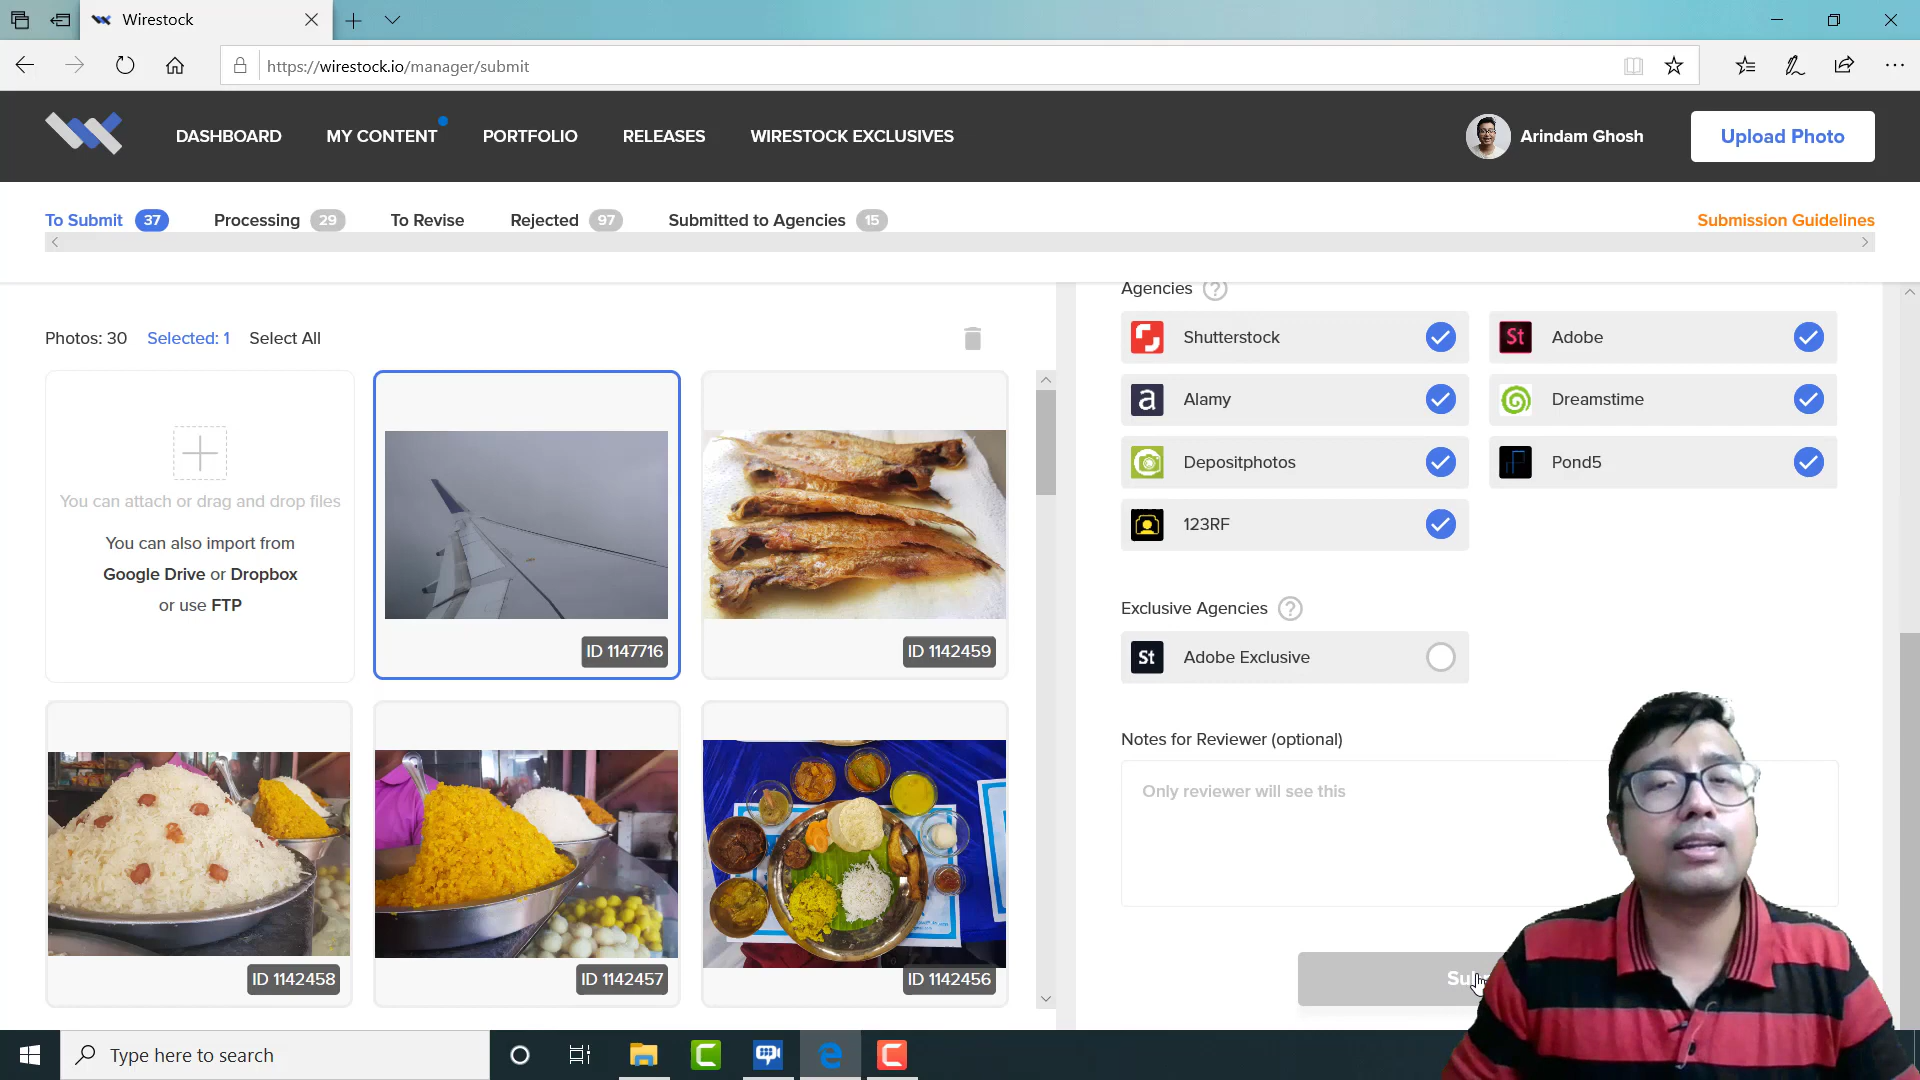 Wirestock
https://wirestock.io/manager/submit
DASHBOARD
MY CONTENT
PORTFOLIO
RELEASES
WIRESTOCK EXCLUSIVES
Arindam Ghosh
Upload Photo
To Submit 37
Processing 29
To Revise
Rejected 97
Submitted to Agencies 15
Submission Guidelines
Photos: 30
Selected: 1
Select All
You can attach or drag and drop files
You can also import from
Google Drive or Dropbox
or use FTP
ID 1147716
ID 1142459
ID 1142458
ID 1142457
ID 1142456
Agencies ?
Shutterstock
St Adobe
a Alamy
Dreamstime
Depositphotos
Pond5
123RF
Exclusive Agencies ?
St Adobe Exclusive
Notes for Reviewer (optional)
Only reviewer will see this
Type here to search